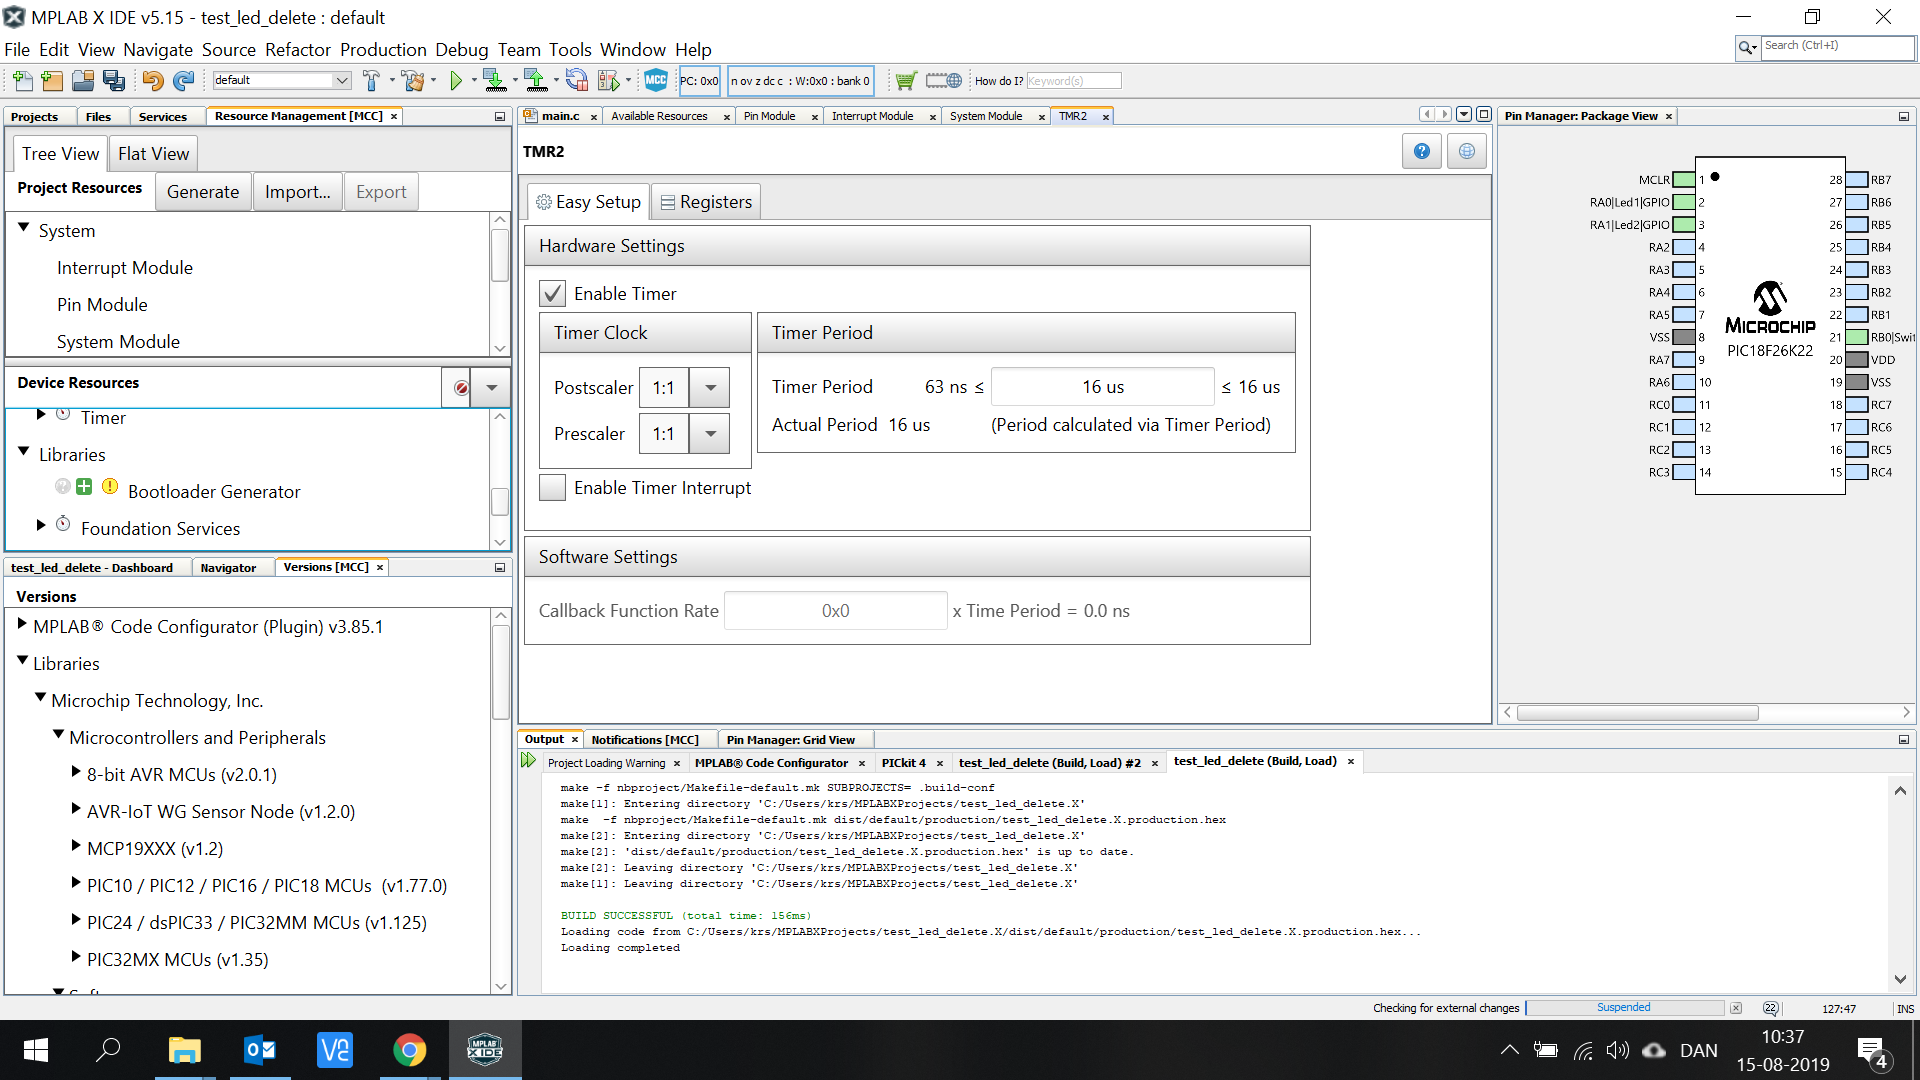 MPLAB X IDE v5.15 - test_led_delete : default
File Edit View Navigate Source Refactor Production Debug Team Tools Window Help
Search (Ctrl+I)
default
MCC
PC: 0x0
n ov z dc c : W:0x0 : bank 0
How do I?
Keyword(s)
Projects
Files
Services
Resource Management [MCC]
Tree View
Flat View
Project Resources
Generate
Import...
Export
System
Interrupt Module
Pin Module
System Module
Device Resources
Timer
Libraries
Bootloader Generator
Foundation Services
test_led_delete - Dashboard
Navigator
Versions [MCC]
Versions
MPLAB® Code Configurator (Plugin) v3.85.1
Libraries
Microchip Technology, Inc.
Microcontrollers and Peripherals
8-bit AVR MCUs (v2.0.1)
AVR-IoT WG Sensor Node (v1.2.0)
MCP19XXX (v1.2)
PIC10 / PIC12 / PIC16 / PIC18 MCUs (v1.77.0)
PIC24 / dsPIC33 / PIC32MM MCUs (v1.125)
PIC32MX MCUs (v1.35)
main.c
Available Resources
Pin Module
Interrupt Module
System Module
TMR2
TMR2
Easy Setup
Registers
Hardware Settings
Enable Timer
Timer Clock
Postscaler 1:1
Prescaler 1:1
Timer Period
Timer Period 63 ns ≤ 16 us ≤ 16 us
Actual Period 16 us (Period calculated via Timer Period)
Enable Timer Interrupt
Software Settings
Callback Function Rate 0x0 x Time Period = 0.0 ns
Pin Manager: Package View
MCLR 1 28 RB7
RA0|Led1|GPIO 2 27 RB6
RA1|Led2|GPIO 3 26 RB5
RA2 4 25 RB4
RA3 5 24 RB3
RA4 6 23 RB2
RA5 7 22 RB1
VSS 8 21 RB0|Swit
RA7 9 20 VDD
RA6 10 19 VSS
RC0 11 18 RC7
RC1 12 17 RC6
RC2 13 16 RC5
RC3 14 15 RC4
MICROCHIP
PIC18F26K22
Output
Notifications [MCC]
Pin Manager: Grid View
Project Loading Warning
MPLAB® Code Configurator
PICkit 4
test_led_delete (Build, Load) #2
test_led_delete (Build, Load)
make -f nbproject/Makefile-default.mk SUBPROJECTS= .build-conf
make[1]: Entering directory 'C:/Users/krs/MPLABXProjects/test_led_delete.X'
make  -f nbproject/Makefile-default.mk dist/default/production/test_led_delete.X.production.hex
make[2]: Entering directory 'C:/Users/krs/MPLABXProjects/test_led_delete.X'
make[2]: 'dist/default/production/test_led_delete.X.production.hex' is up to date.
make[2]: Leaving directory 'C:/Users/krs/MPLABXProjects/test_led_delete.X'
make[1]: Leaving directory 'C:/Users/krs/MPLABXProjects/test_led_delete.X'
BUILD SUCCESSFUL (total time: 156ms)
Loading code from C:/Users/krs/MPLABXProjects/test_led_delete.X/dist/default/production/test_led_delete.X.production.hex...
Loading completed
Checking for external changes
Suspended
22
127:47
INS
MPLAB
X IDE
DAN
10:37
15-08-2019
4